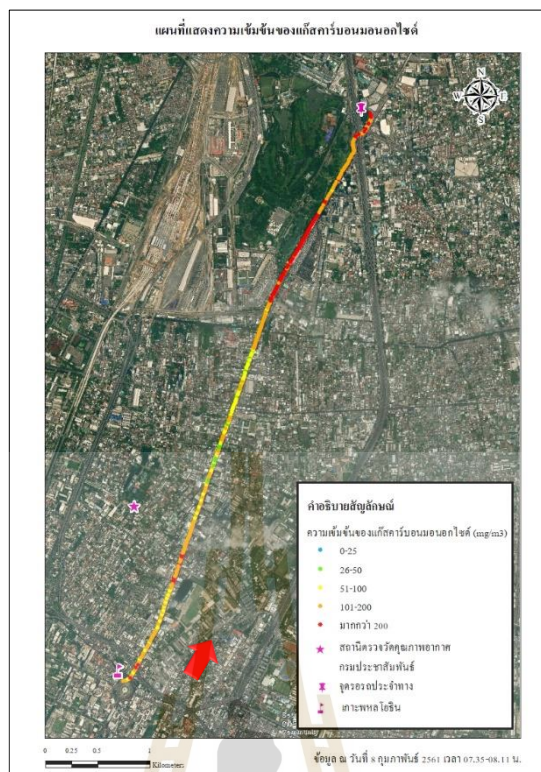 แผนที่แสดงความเข้มข้นของแก๊สคาร์บอนมอนอกไซด์
N
W E
S
คำอธิบายสัญลักษณ์
ความเข้มข้นของแก๊สคาร์บอนมอนอกไซด์ (mg/m3)
0-25
26-50
51-100
101-200
มากกว่า 200
สถานีตรวจวัดคุณภาพอากาศ
กรมประชาสัมพันธ์
จุดรอรถประจำทาง
เกาะพหลโยธิน
0 0.25 0.5 1
Kilometers
ข้อมูล ณ วันที่ 8 กุมภาพันธ์ 2561 เวลา 07.35-08.11 น.